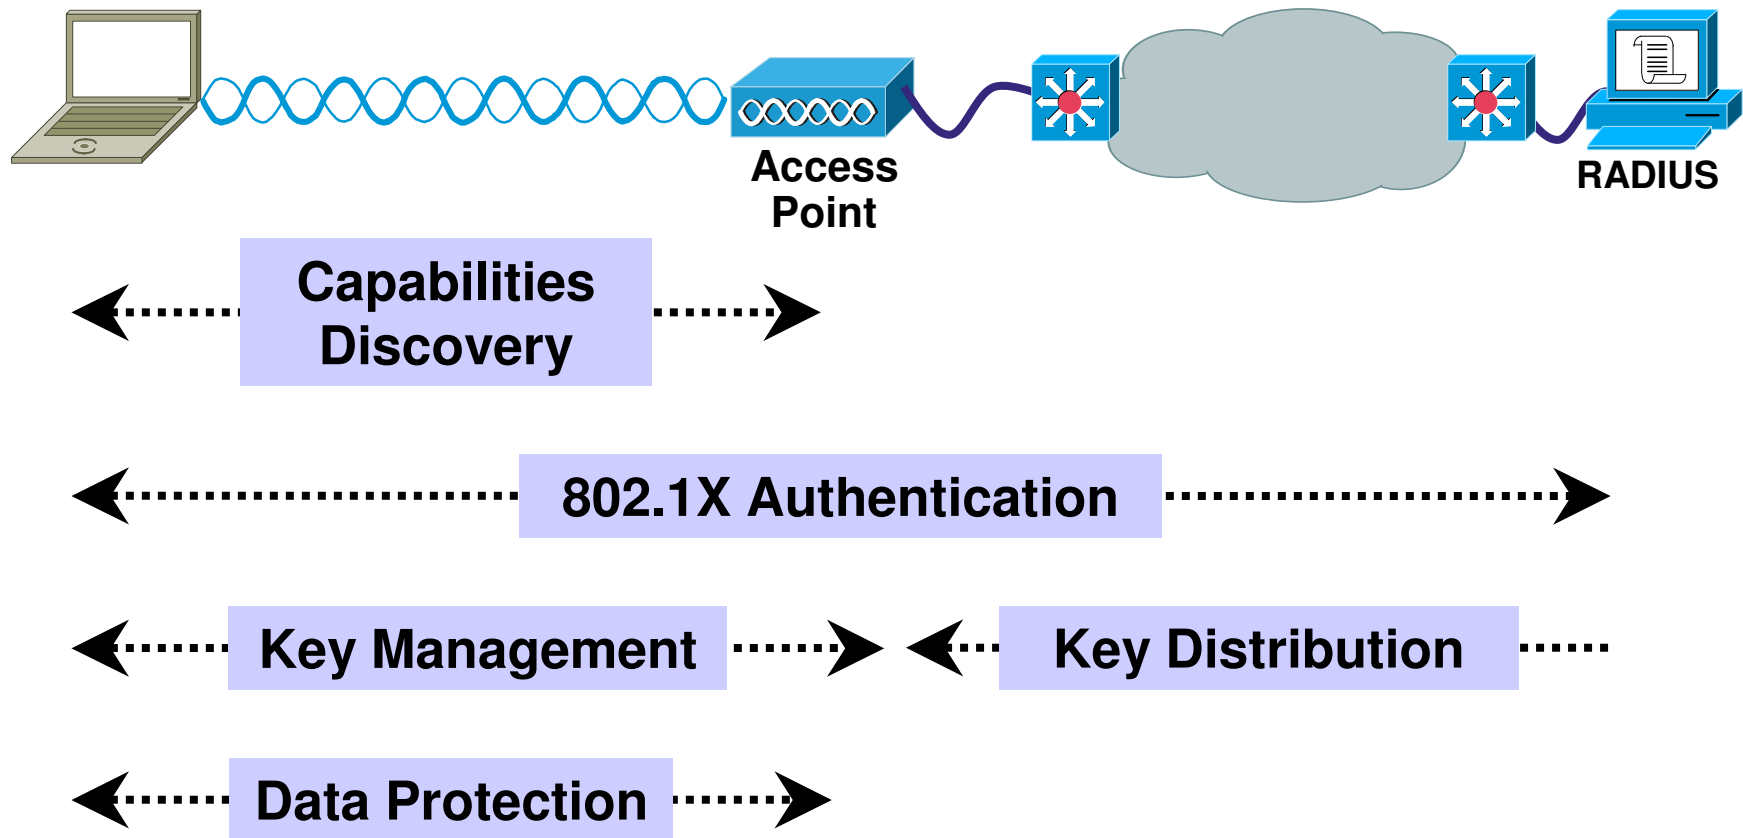 Access
Point
RADIUS
Capabilities
Discovery
802.1X Authentication
Key Management
Key Distribution
Data Protection